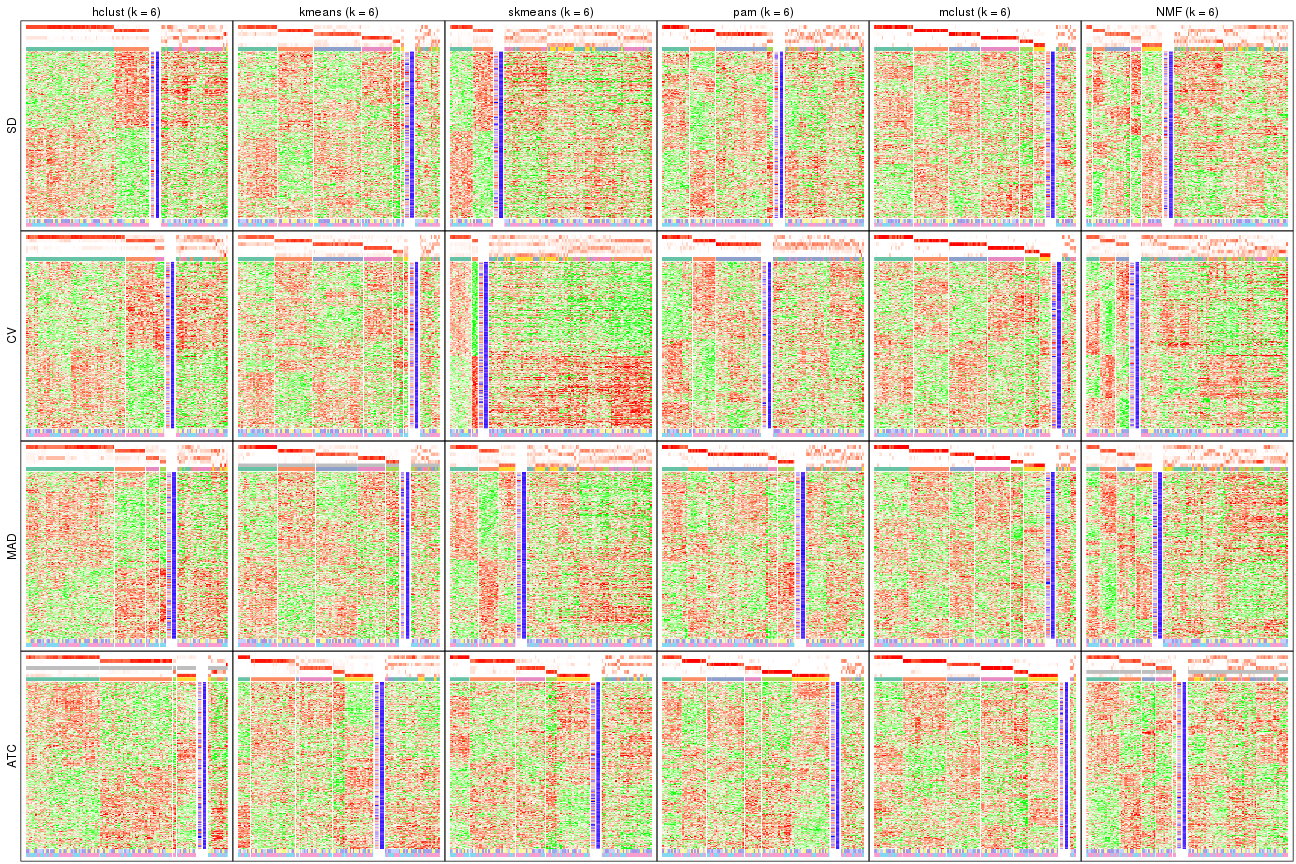 hclust (k = 6) kmeans (k = 6) skmeans (k = 6) pam (k = 6) mclust (k = 6) NMF (k = 6)
SD
CV
MAD
ATC